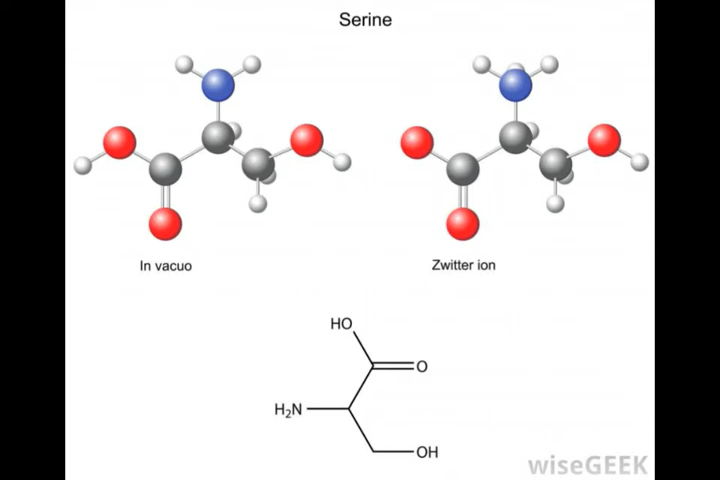 Serine
In vacuo
Zwitter ion
HO
O
H₂N
OH
wiseGEEK